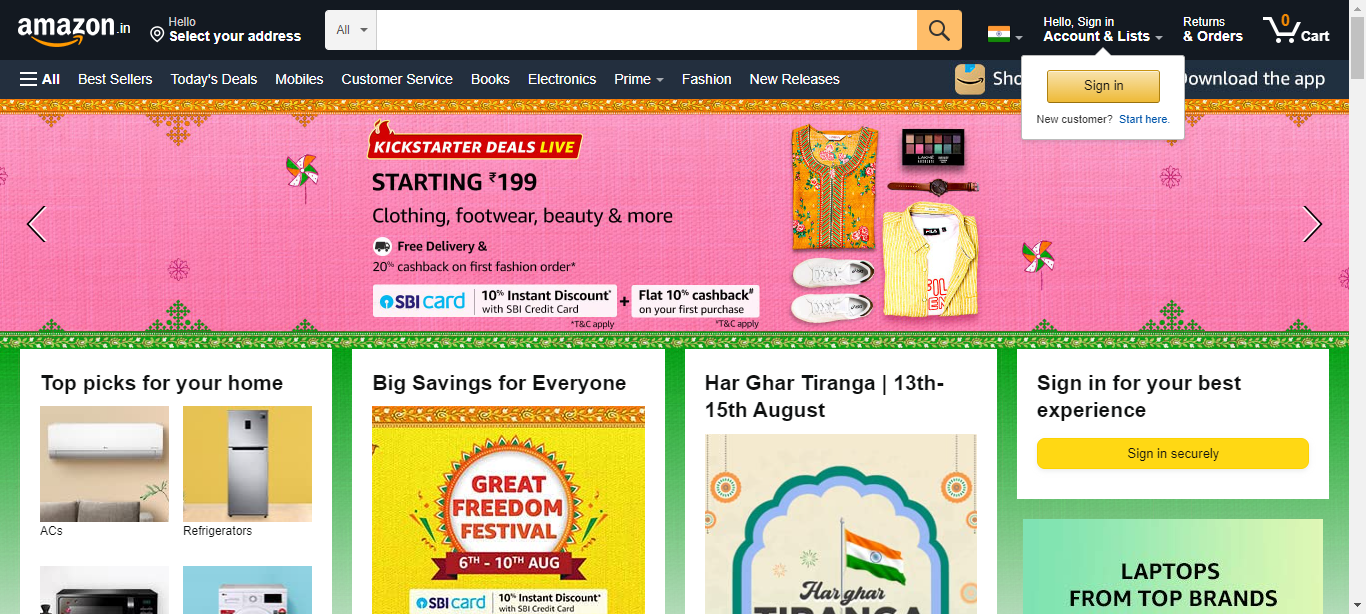 amazon.in
Hello
Select your address
All
Hello, Sign in
Account & Lists
Returns
& Orders
0
Cart
All
Best Sellers
Today's Deals
Mobiles
Customer Service
Books
Electronics
Prime
Fashion
New Releases
Download the app
Sign in
New customer? Start here.
KICKSTARTER DEALS LIVE
STARTING ₹199
Clothing, footwear, beauty & more
Free Delivery &
20% cashback on first fashion order*
SBI card
10% Instant Discount*
with SBI Credit Card
*T&C apply
+
Flat 10% cashback#
on your first purchase
*T&C apply
LAKMÉ
FILA
Top picks for your home
ACs
Refrigerators
Big Savings for Everyone
GREAT
FREEDOM
FESTIVAL
6TH - 10TH AUG
SBI card
10% Instant Discount*
with SBI Credit Card
Har Ghar Tiranga | 13th-
15th August
Har ghar
TIRANGA
Sign in for your best
experience
Sign in securely
LAPTOPS
FROM TOP BRANDS